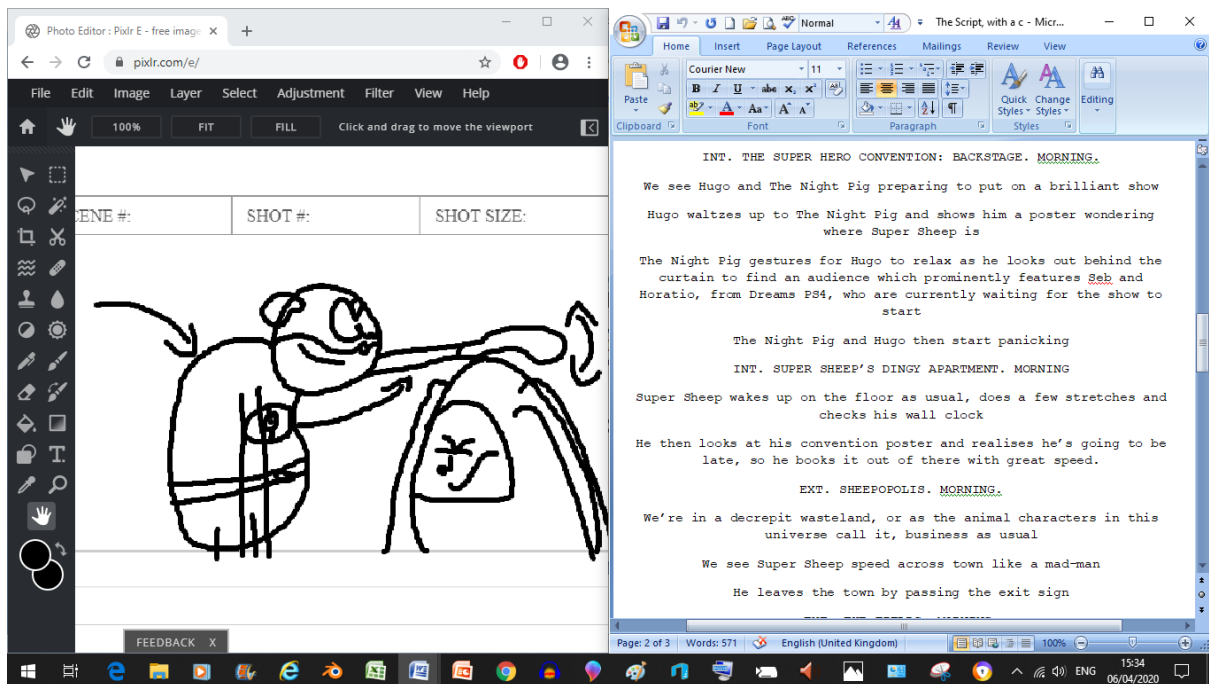 Photo Editor : Pixlr E - free image
pixlr.com/e/
File Edit Image Layer Select Adjustment Filter View Help
100% FIT FILL Click and drag to move the viewport
CENE #: SHOT #: SHOT SIZE:
FEEDBACK X
Normal
The Script, with a c - Micr...
Home Insert Page Layout References Mailings Review View
Courier New 11
Paste
Quick Styles
Change Styles
Editing
Clipboard Font Paragraph Styles
INT. THE SUPER HERO CONVENTION: BACKSTAGE. MORNING.
We see Hugo and The Night Pig preparing to put on a brilliant show
Hugo waltzes up to The Night Pig and shows him a poster wondering
where Super Sheep is
The Night Pig gestures for Hugo to relax as he looks out behind the
curtain to find an audience which prominently features Seb and
Horatio, from Dreams PS4, who are currently waiting for the show to
start
The Night Pig and Hugo then start panicking
INT. SUPER SHEEP'S DINGY APARTMENT. MORNING
Super Sheep wakes up on the floor as usual, does a few stretches and
checks his wall clock
He then looks at his convention poster and realises he's going to be
late, so he books it out of there with great speed.
EXT. SHEEPOPOLIS. MORNING.
We're in a decrepit wasteland, or as the animal characters in this
universe call it, business as usual
We see Super Sheep speed across town like a mad-man
He leaves the town by passing the exit sign
Page: 2 of 3 Words: 571 English (United Kingdom) 100%
ENG
15:34
06/04/2020